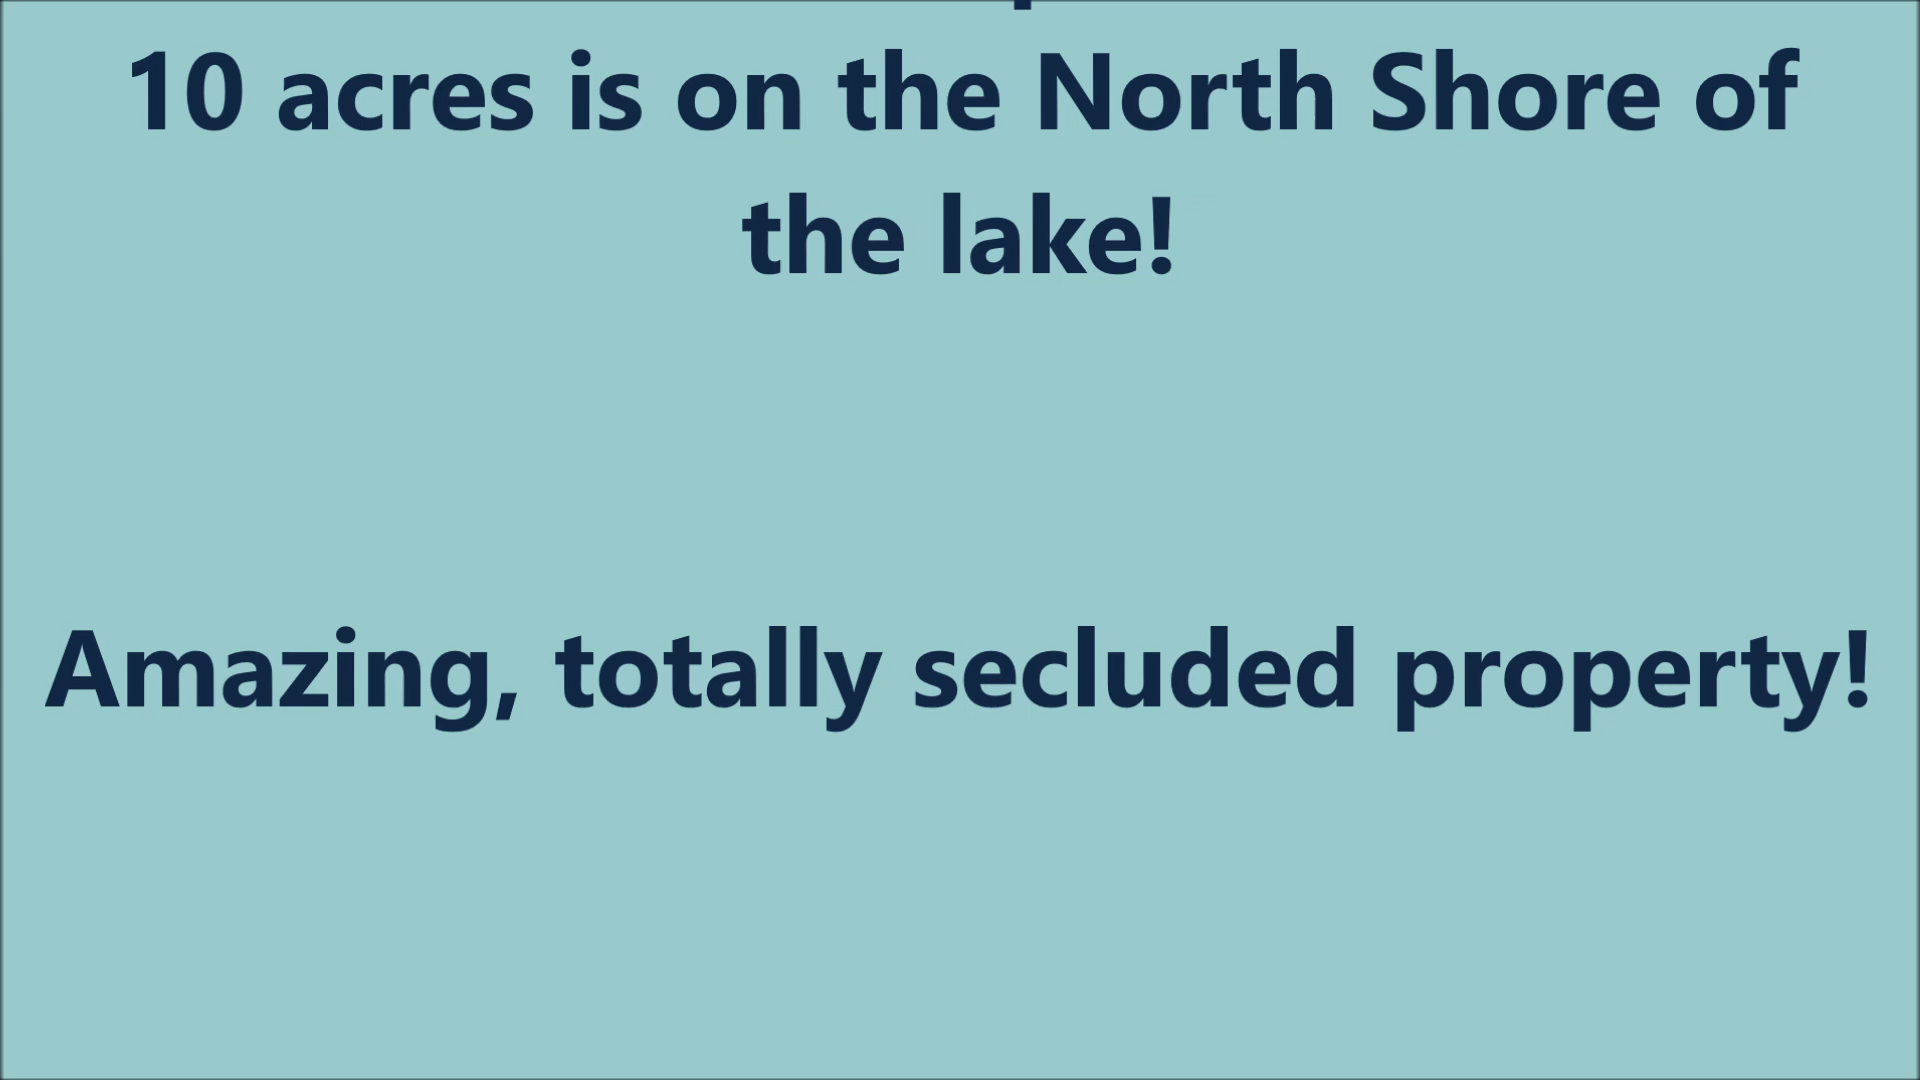 10 acres is on the North Shore of
the lake!
Amazing, totally secluded property!